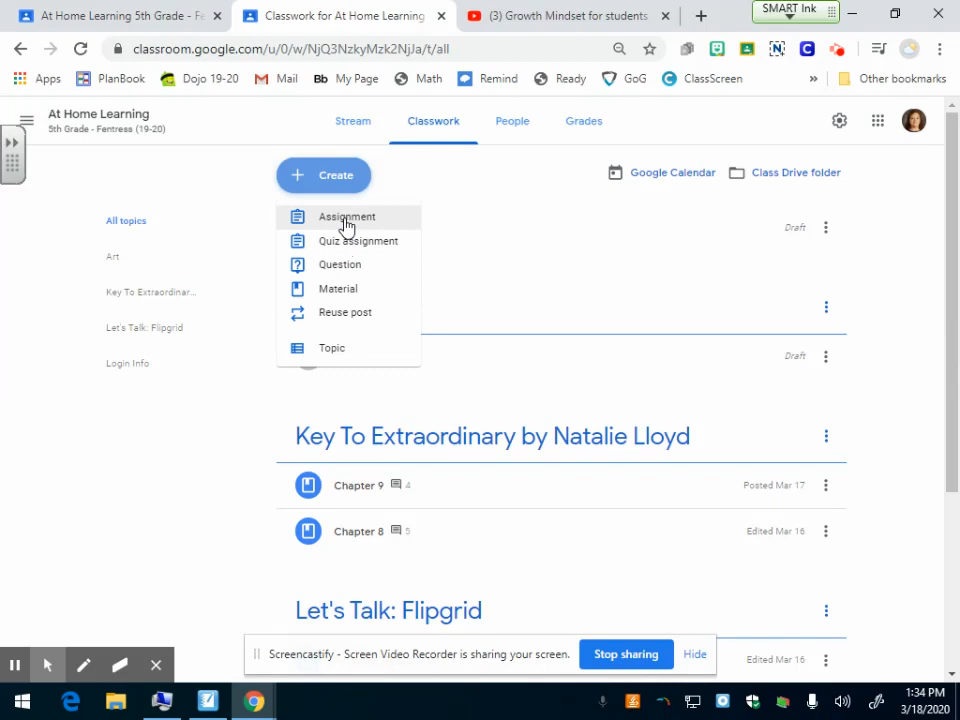 At Home Learning 5th Grade - Fe
Classwork for At Home Learning
(3) Growth Mindset for students
SMART Ink
classroom.google.com/u/0/w/NjQ3NzkyMzk2NjJa/t/all
Apps
PlanBook
Dojo 19-20
Mail
Bb My Page
Math
Remind
Ready
GoG
ClassScreen
»
Other bookmarks
At Home Learning
5th Grade - Fentress (19-20)
Stream
Classwork
People
Grades
+ Create
Google Calendar
Class Drive folder
All topics
Art
Key To Extraordinar...
Let's Talk: Flipgrid
Login Info
Assignment
Quiz assignment
Question
Material
Reuse post
Topic
Draft
Draft
Key To Extraordinary by Natalie Lloyd
Chapter 9 4
Posted Mar 17
Chapter 8 5
Edited Mar 16
Let's Talk: Flipgrid
Edited Mar 16
Screencastify - Screen Video Recorder is sharing your screen.
Stop sharing
Hide
1:34 PM
3/18/2020